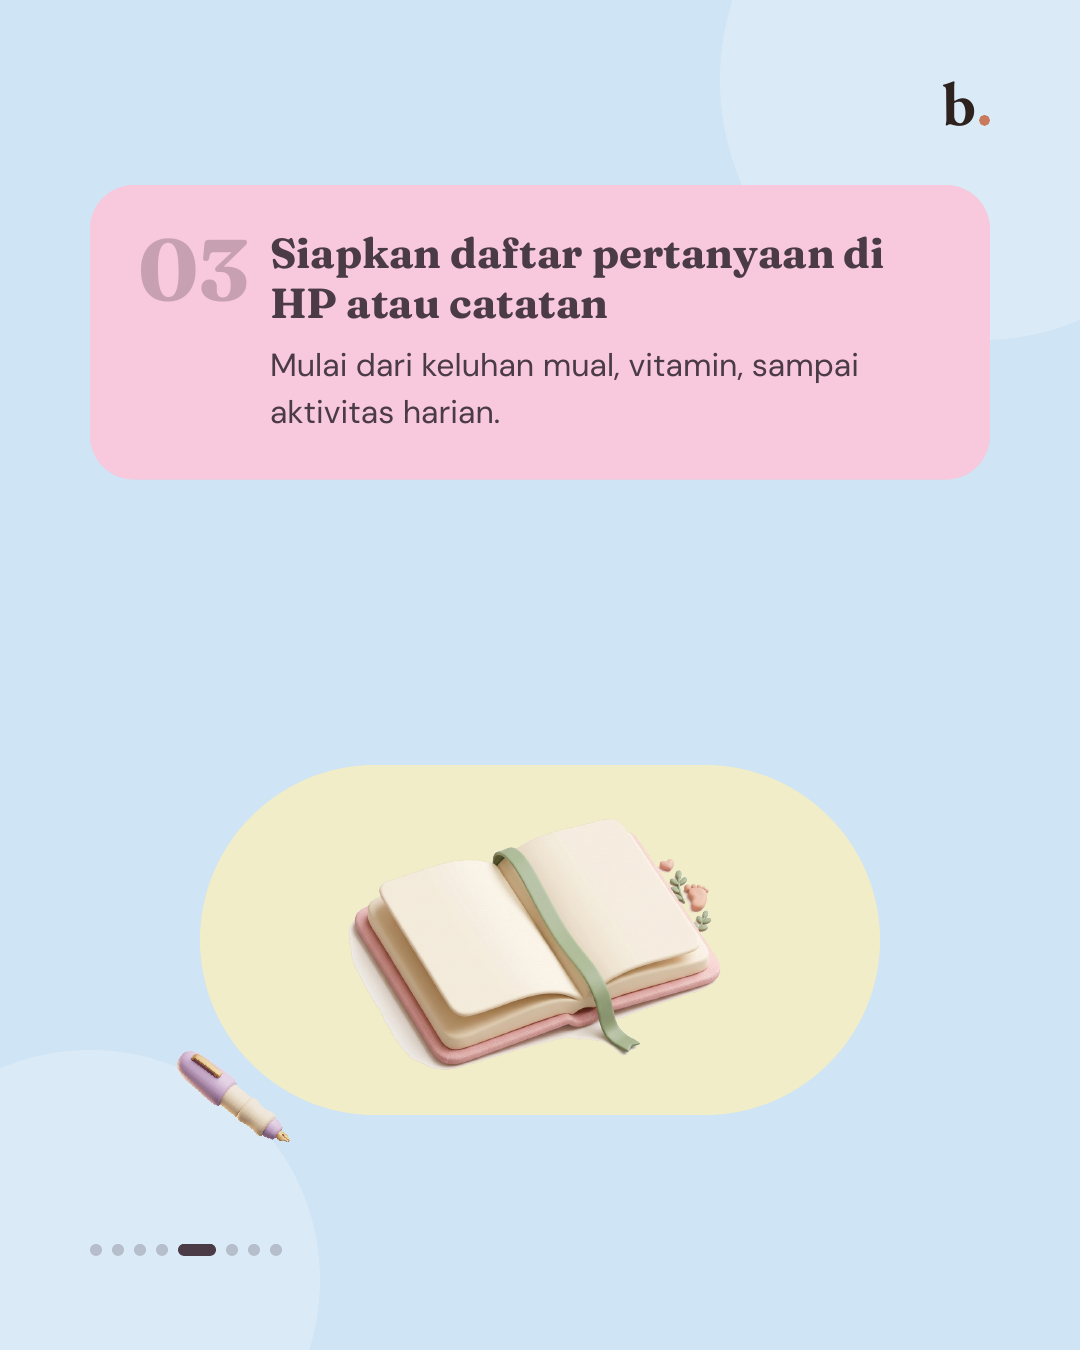 b.
03
Siapkan daftar pertanyaan di
HP atau catatan
Mulai dari keluhan mual, vitamin, sampai
aktivitas harian.